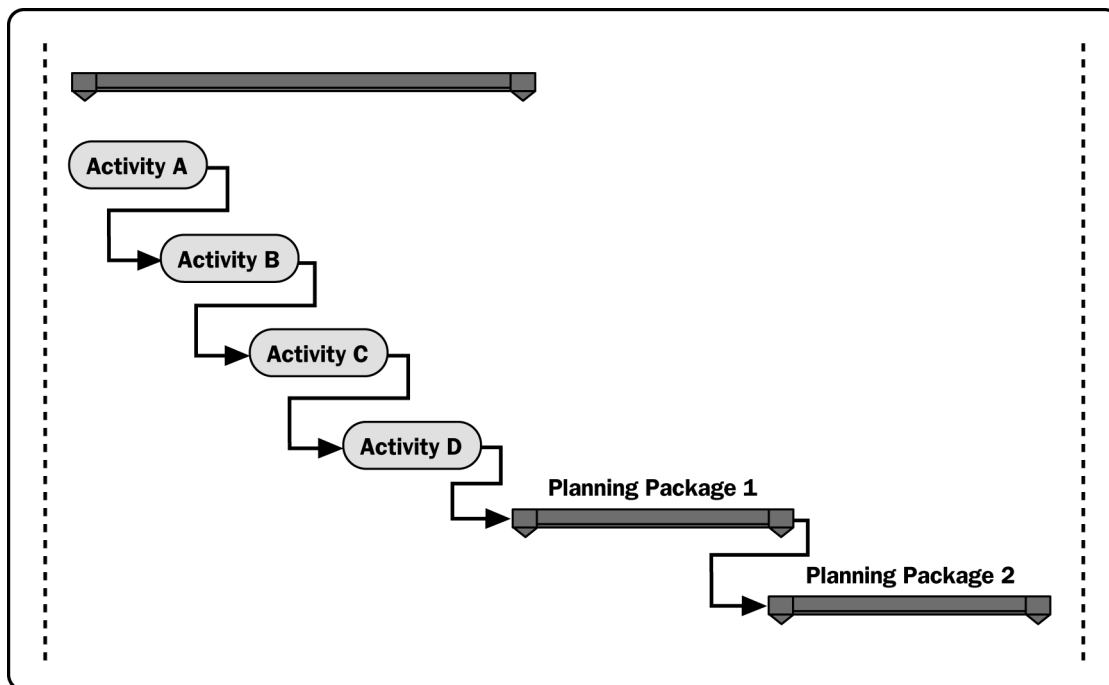 Activity A
Activity B
Activity C
Activity D
Planning Package 1
Planning Package 2